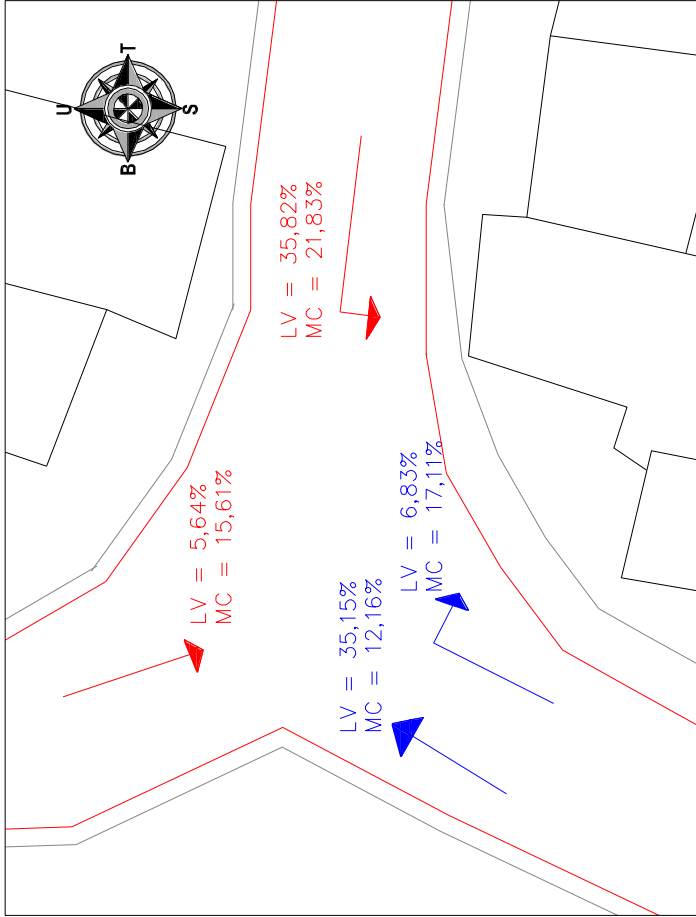 U
T
B
S
LV = 35,82%
MC = 21,83%
LV = 5,64%
MC = 15,61%
LV = 6,83%
MC = 17,11%
LV = 35,15%
MC = 12,16%